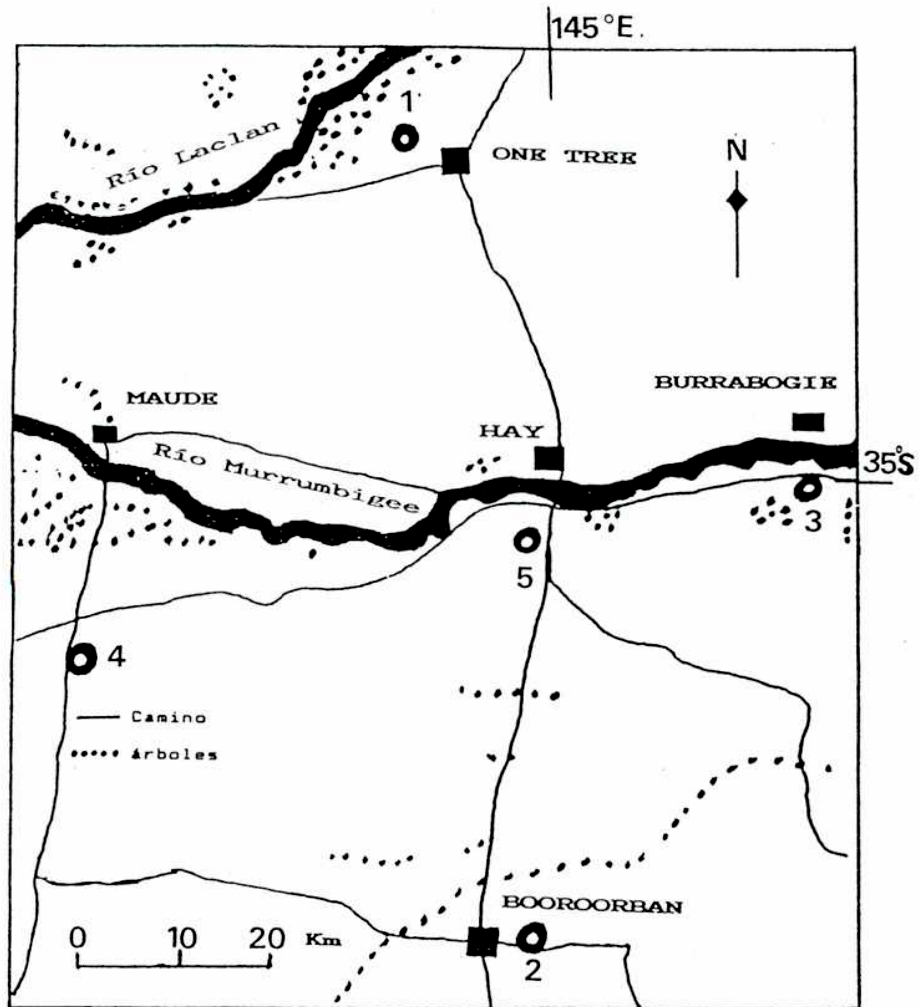 145°E.
1
Río Laclan
ONE TREE
N
BURRABOGIE
MAUDE
HAY
Río Murrumbigee
35°S
3
5
4
Camino
árboles
BOOROORBAN
0 10 20 Km
2